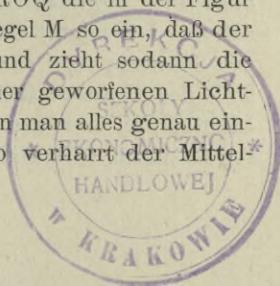 ROQ die in der Figur
egel M so ein, daß der
und zieht sodann die
er geworfenen Licht-
n man alles genau ein-
o verharrt der Mittel-
DYREKCJA
SZKOŁY
EKONOMICZNO
HANDLOWEJ
* W KRAKOWIE *